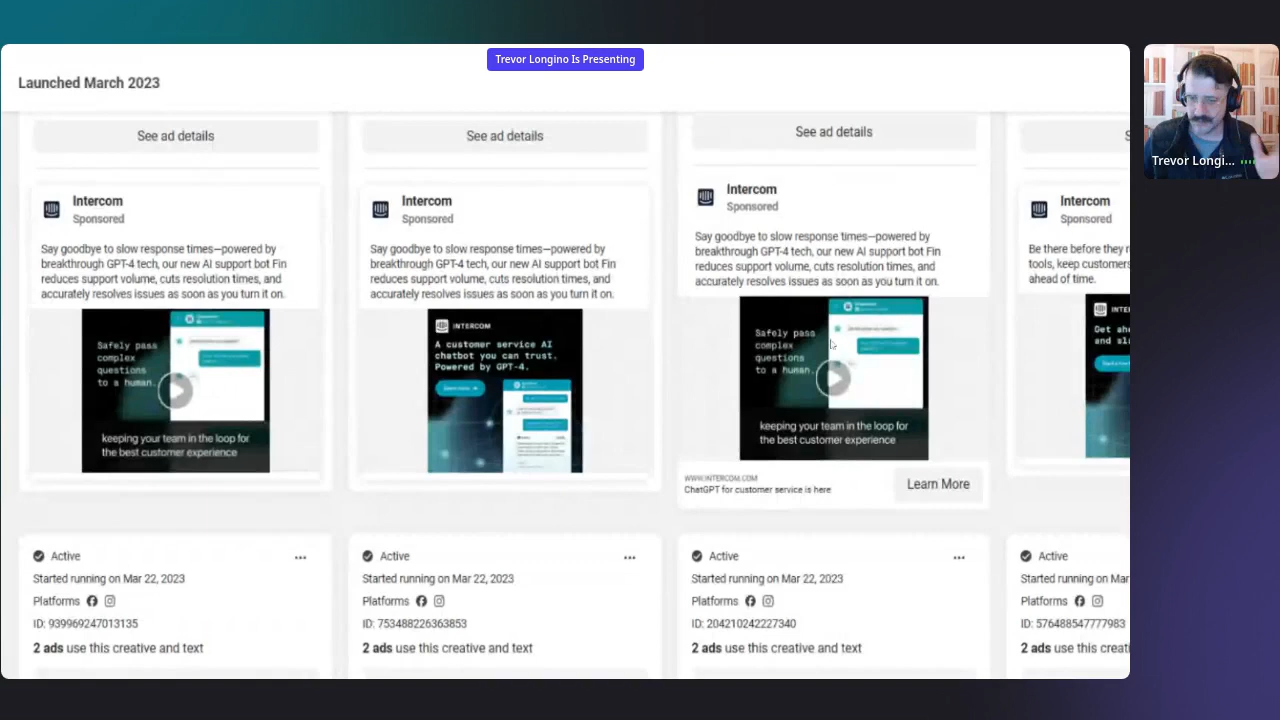 Trevor Longino Is Presenting
Launched March 2023
See ad details
Intercom
Sponsored
Say goodbye to slow response times—powered by
breakthrough GPT-4 tech, our new AI support bot Fin
reduces support volume, cuts resolution times, and
accurately resolves issues as soon as you turn it on.
Safely pass
complex
questions
to a human.
keeping your team in the loop for
the best customer experience
See ad details
Intercom
Sponsored
Say goodbye to slow response times—powered by
breakthrough GPT-4 tech, our new AI support bot Fin
reduces support volume, cuts resolution times, and
accurately resolves issues as soon as you turn it on.
INTERCOM
A customer service AI
chatbot you can trust.
Powered by GPT-4.
See ad details
Intercom
Sponsored
Say goodbye to slow response times—powered by
breakthrough GPT-4 tech, our new AI support bot Fin
reduces support volume, cuts resolution times, and
accurately resolves issues as soon as you turn it on.
Safely pass
complex
questions
to a human.
keeping your team in the loop for
the best customer experience
WWW.INTERCOM.COM
ChatGPT for customer service is here
Learn More
S
Intercom
Sponsored
Be there before they r
tools, keep customers
ahead of time.
INTER
Get ahe
and sl
Active
Started running on Mar 22, 2023
Platforms
ID: 939969247013135
2 ads use this creative and text
Active
Started running on Mar 22, 2023
Platforms
ID: 753488226363853
2 ads use this creative and text
Active
Started running on Mar 22, 2023
Platforms
ID: 204210242227340
2 ads use this creative and text
Active
Started running on Mar
Platforms
ID: 576488547777983
2 ads use this creati
Trevor Longi...